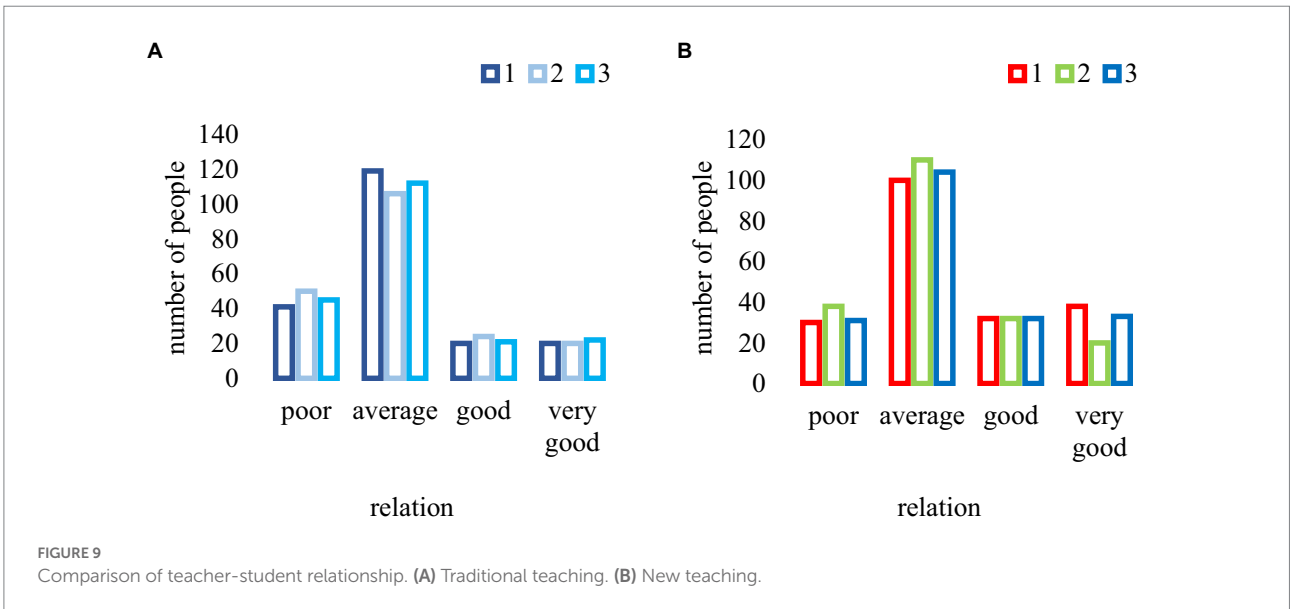 A
1 2 3
number of people
140
120
100
80
60
40
20
0
poor average good very
good
relation
B
1 2 3
number of people
120
100
80
60
40
20
0
poor average good very
good
relation
FIGURE 9
Comparison of teacher-student relationship. (A) Traditional teaching. (B) New teaching.